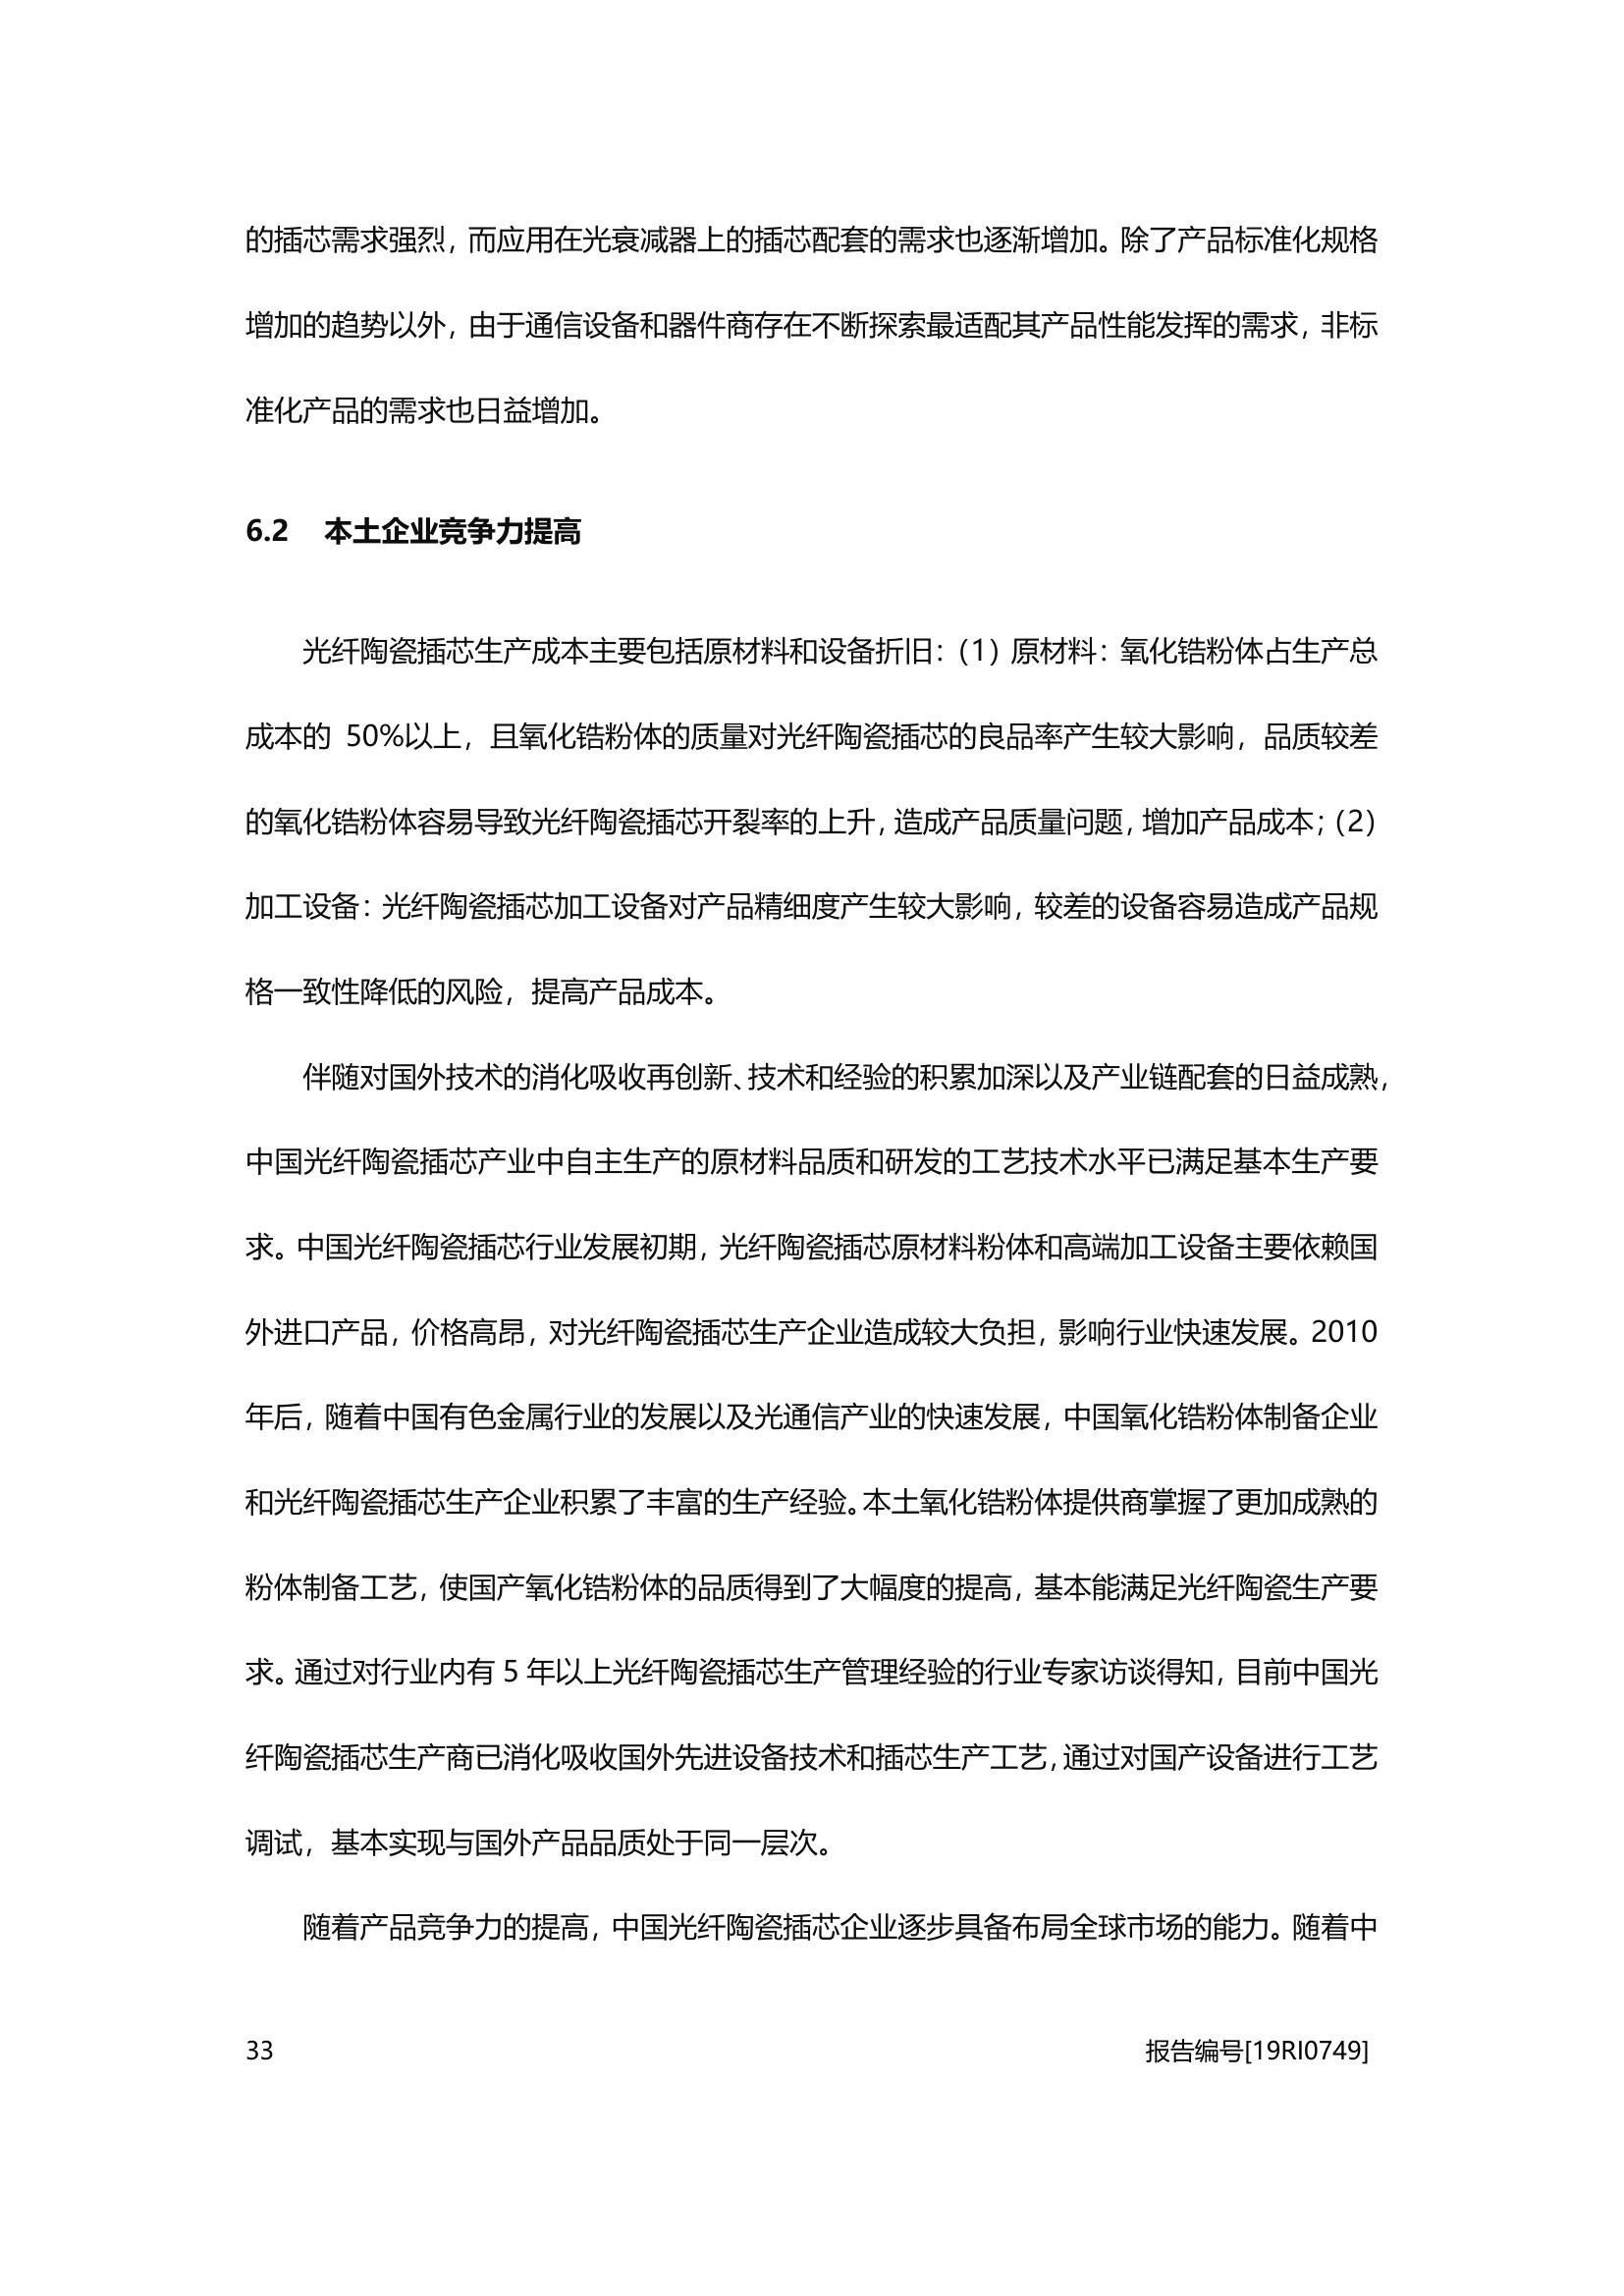 的插芯需求强烈，而应用在光衰减器上的插芯配套的需求也逐渐增加。除了产品标准化规格
增加的趋势以外，由于通信设备和器件商存在不断探索最适配其产品性能发挥的需求，非标
准化产品的需求也日益增加。
6.2 本土企业竞争力提高
光纤陶瓷插芯生产成本主要包括原材料和设备折旧：（1）原材料：氧化锆粉体占生产总
成本的 50%以上，且氧化锆粉体的质量对光纤陶瓷插芯的良品率产生较大影响，品质较差
的氧化锆粉体容易导致光纤陶瓷插芯开裂率的上升，造成产品质量问题，增加产品成本；（2）
加工设备：光纤陶瓷插芯加工设备对产品精细度产生较大影响，较差的设备容易造成产品规
格一致性降低的风险，提高产品成本。
伴随对国外技术的消化吸收再创新、技术和经验的积累加深以及产业链配套的日益成熟，
中国光纤陶瓷插芯产业中自主生产的原材料品质和研发的工艺技术水平已满足基本生产要
求。中国光纤陶瓷插芯行业发展初期，光纤陶瓷插芯原材料粉体和高端加工设备主要依赖国
外进口产品，价格高昂，对光纤陶瓷插芯生产企业造成较大负担，影响行业快速发展。2010
年后，随着中国有色金属行业的发展以及光通信产业的快速发展，中国氧化锆粉体制备企业
和光纤陶瓷插芯生产企业积累了丰富的生产经验。本土氧化锆粉体提供商掌握了更加成熟的
粉体制备工艺，使国产氧化锆粉体的品质得到了大幅度的提高，基本能满足光纤陶瓷生产要
求。通过对行业内有 5 年以上光纤陶瓷插芯生产管理经验的行业专家访谈得知，目前中国光
纤陶瓷插芯生产商已消化吸收国外先进设备技术和插芯生产工艺，通过对国产设备进行工艺
调试，基本实现与国外产品品质处于同一层次。
随着产品竞争力的提高，中国光纤陶瓷插芯企业逐步具备布局全球市场的能力。随着中
33 报告编号[19RI0749]